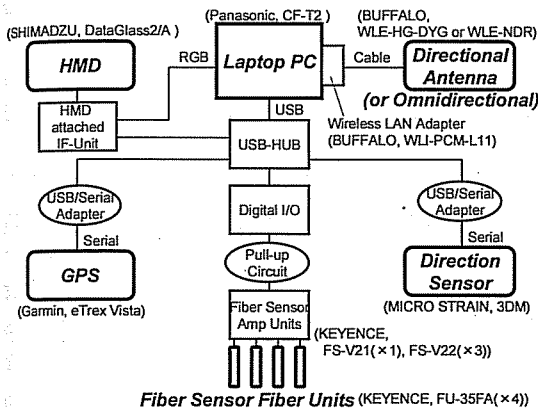 (Panasonic, CF-T2)
(SHIMADZU, DataGlass2/A)
(BUFFALO,
WLE-HG-DYG or WLE-NDR)
HMD
RGB
Laptop PC
Cable
Directional
Antenna
(or Omnidirectional)
HMD
attached
IF-Unit
USB
Wireless LAN Adapter
(BUFFALO, WLI-PCM-L11)
USB-HUB
USB/Serial
Adapter
Digital I/O
USB/Serial
Adapter
Serial
Serial
GPS
Pull-up
Circuit
Direction
Sensor
(Garmin, eTrex Vista)
(MICRO STRAIN, 3DM)
Fiber Sensor
Amp Units
(KEYENCE,
FS-V21(×1), FS-V22(×3))
Fiber Sensor Fiber Units (KEYENCE, FU-35FA(×4))